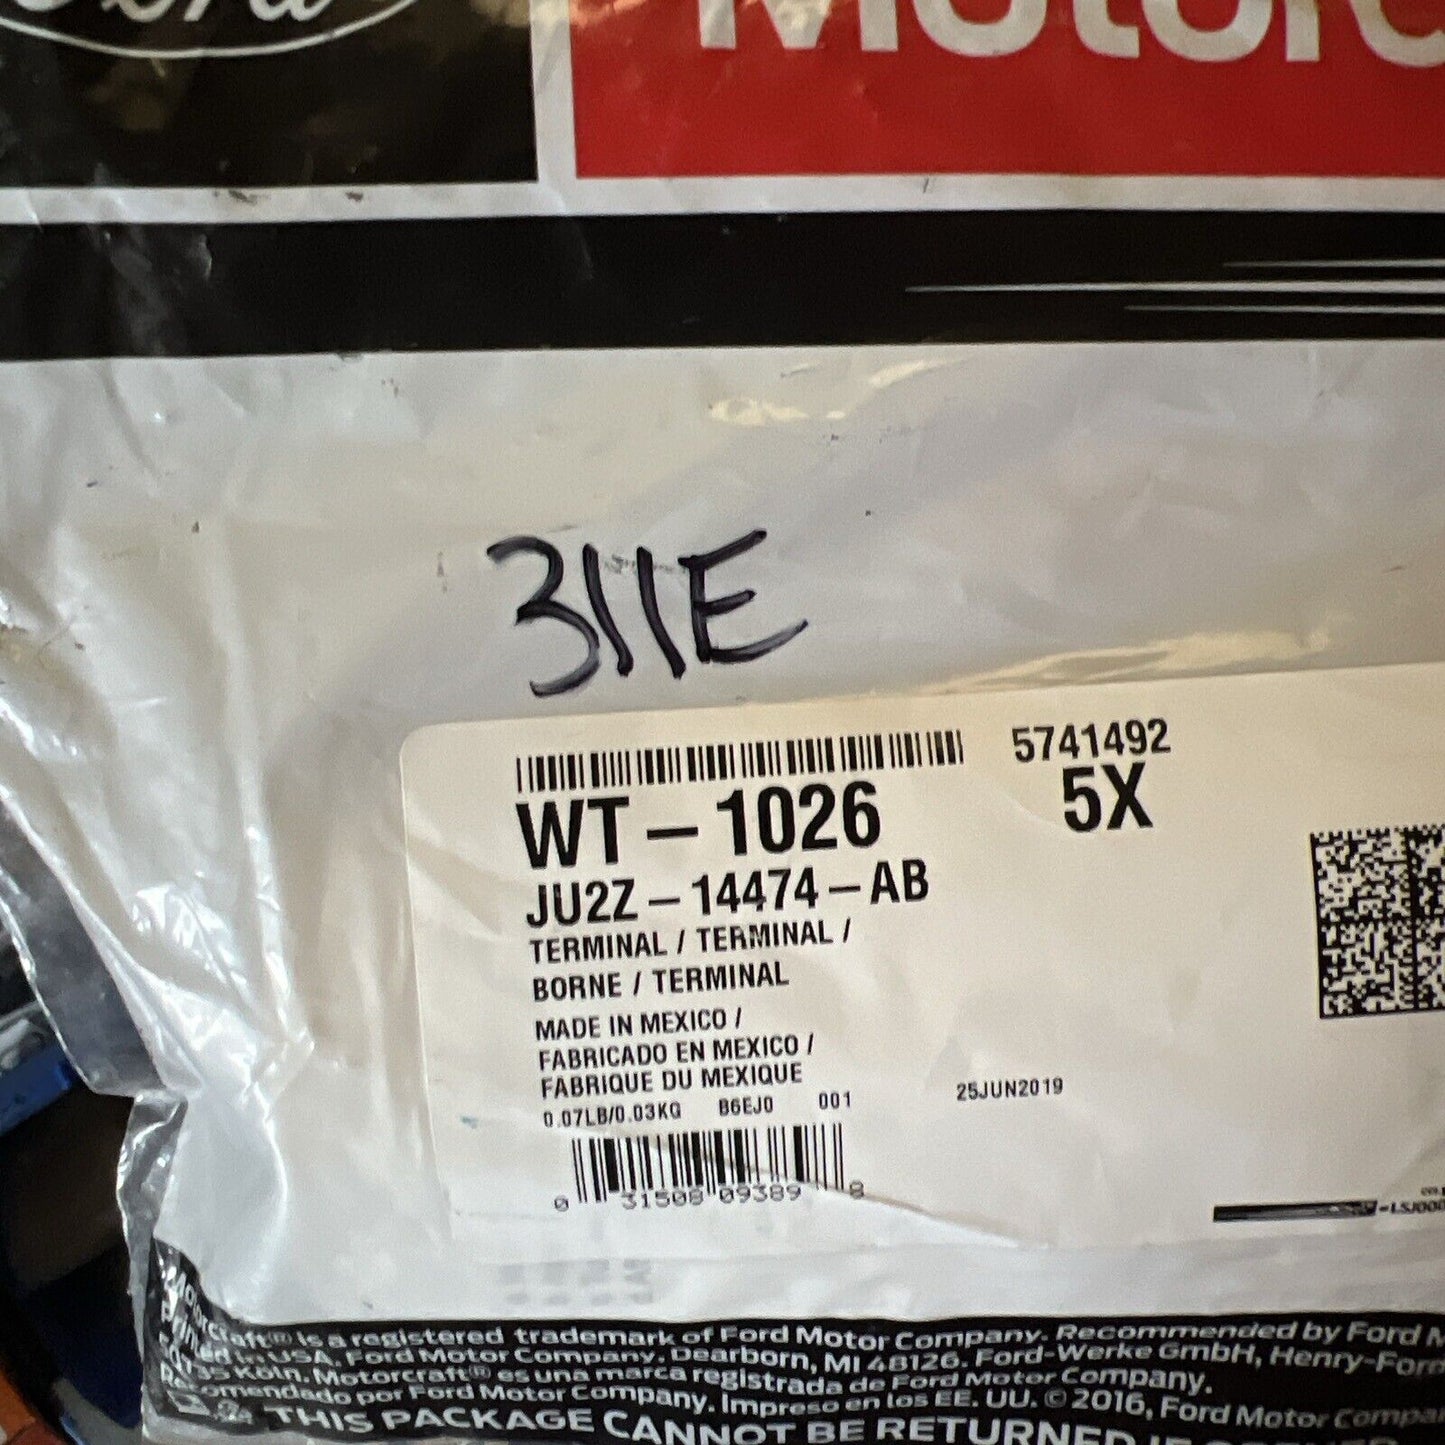 Ford
Motorc
311E
5741492
WT-1026
5X
JU2Z-14474-AB
TERMINAL / TERMINAL /
BORNE / TERMINAL
MADE IN MEXICO /
FABRICADO EN MEXICO /
FABRIQUE DU MEXIQUE
0.07LB/0.03KG B6EJ0 001
25JUN2019
0 31508 09389 8
Motorcraft® is a registered trademark of Ford Motor Company. Recommended by Ford M
Printed in USA. Ford Motor Company. Dearborn, MI 48126. Ford-Werke GmbH, Henry-Ford
Köln. Motorcraft® es una marca registrada de Ford Motor Company.
Recomendado por Ford Motor Company. Impreso en los EE. UU. © 2016, Ford Motor Compa
THIS PACKAGE CANNOT BE RETURNED